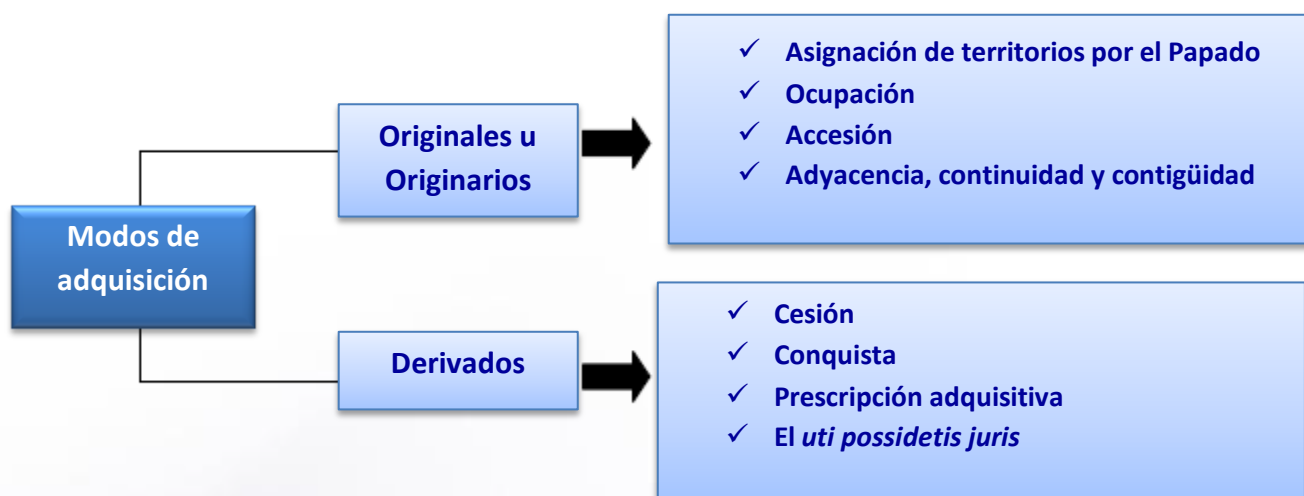 Modos de
adquisición
Originales u
Originarios
✓ Asignación de territorios por el Papado
✓ Ocupación
✓ Accesión
✓ Adyacencia, continuidad y contigüidad
Derivados
✓ Cesión
✓ Conquista
✓ Prescripción adquisitiva
✓ El uti possidetis juris